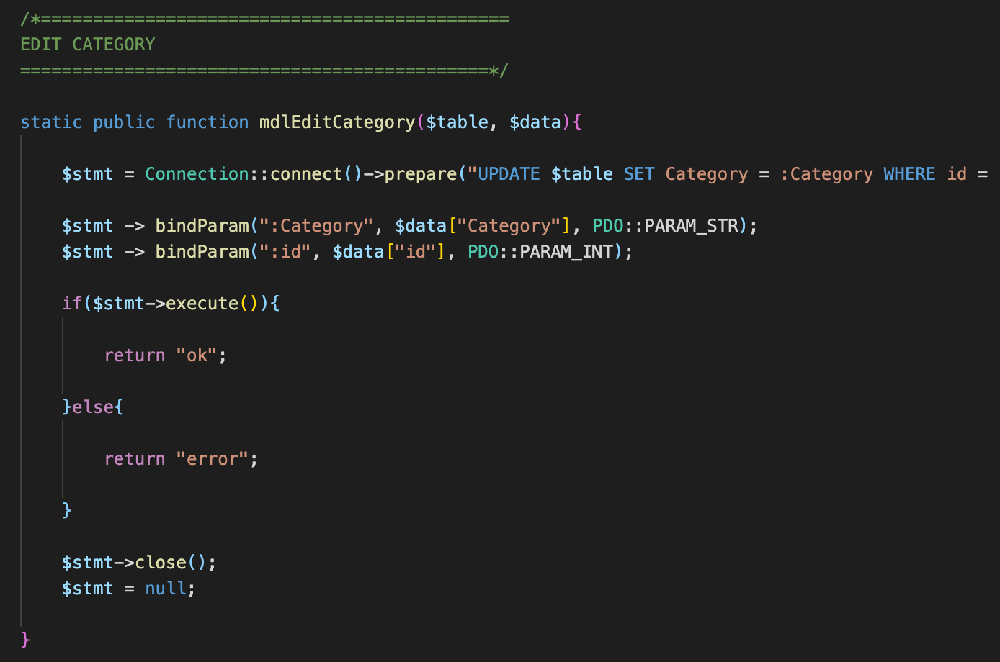 /*=============================================
EDIT CATEGORY
=============================================*/
static public function mdlEditCategory($table, $data){
$stmt = Connection::connect()->prepare("UPDATE $table SET Category = :Category WHERE id =
$stmt -> bindParam(":Category", $data["Category"], PDO::PARAM_STR);
$stmt -> bindParam(":id", $data["id"], PDO::PARAM_INT);
if($stmt->execute()){
return "ok";
}else{
return "error";
}
$stmt->close();
$stmt = null;
}